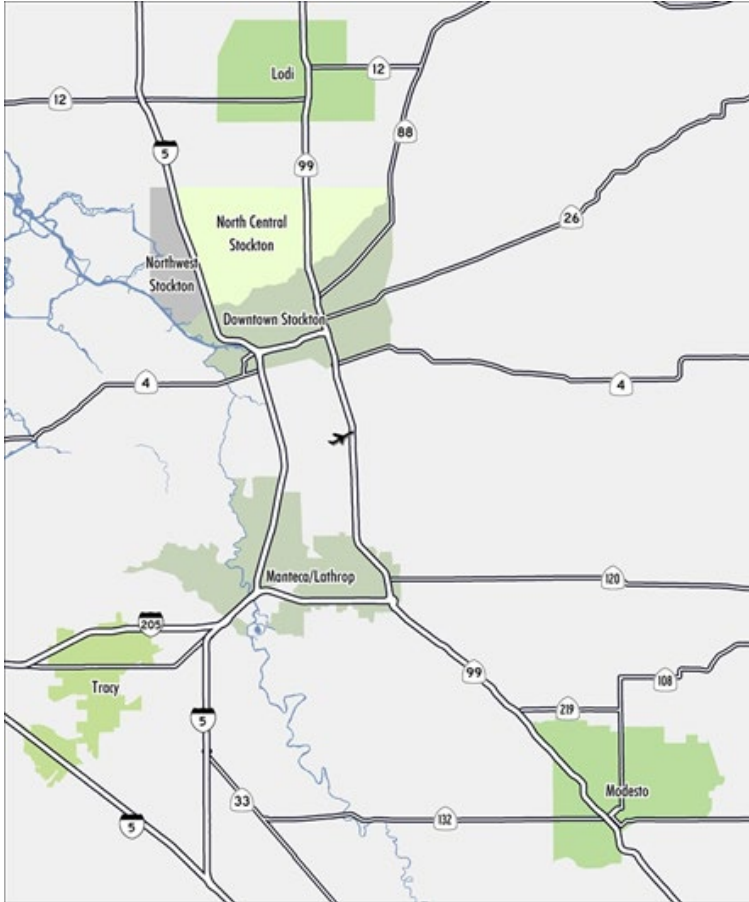 Lodi
12
12
88
5
99
North Central
Stockton
26
Northwest
Stockton
Downtown Stockton
4
4
Manteca/Lathrop
120
205
99
Tracy
108
219
5
Modesto
33
132
5